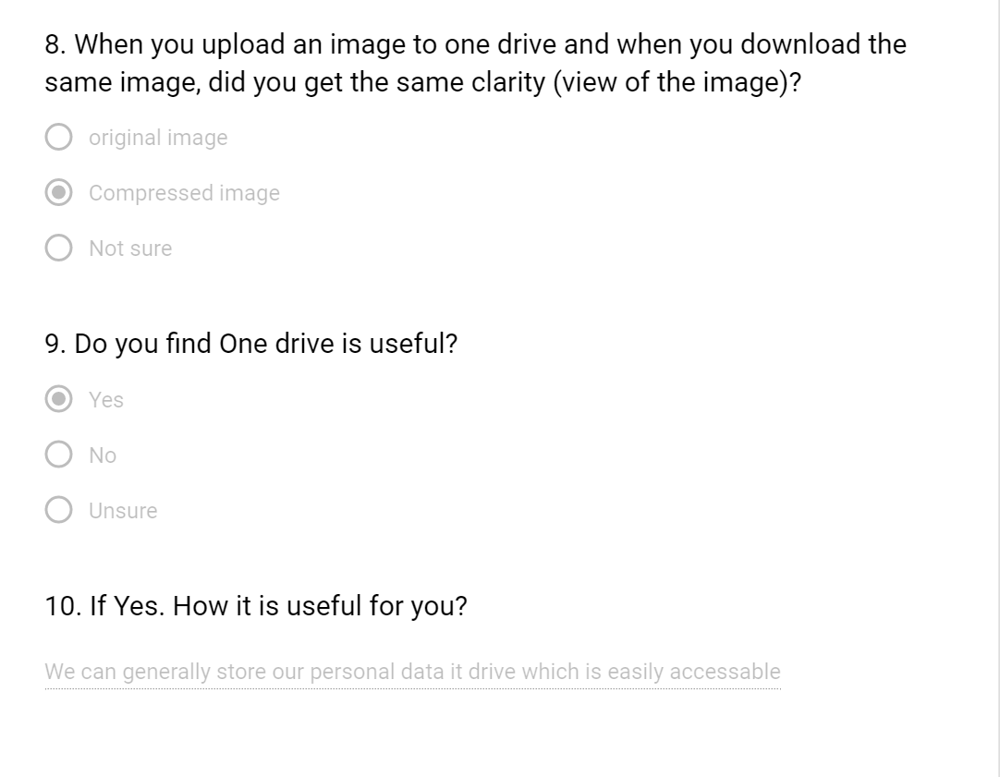 8. When you upload an image to one drive and when you download the
same image, did you get the same clarity (view of the image)?
original image
Compressed image
Not sure
9. Do you find One drive is useful?
Yes
No
Unsure
10. If Yes. How it is useful for you?
We can generally store our personal data it drive which is easily accessable